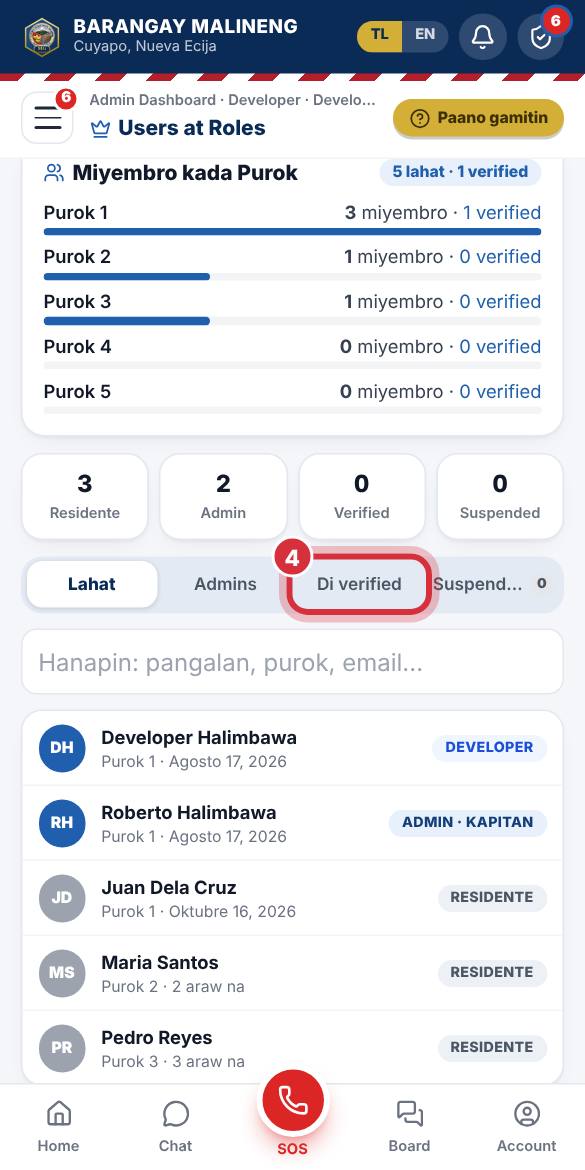 BARANGAY MALINENG
Cuyapo, Nueva Ecija
TL EN
6
6
Admin Dashboard · Developer · Develo...
Users at Roles
Paano gamitin
Miyembro kada Purok
5 lahat · 1 verified
Purok 1 3 miyembro · 1 verified
Purok 2 1 miyembro · 0 verified
Purok 3 1 miyembro · 0 verified
Purok 4 0 miyembro · 0 verified
Purok 5 0 miyembro · 0 verified
3 2 0 0
Residente Admin Verified Suspended
4
Lahat Admins Di verified Suspend... 0
Hanapin: pangalan, purok, email...
DH Developer Halimbawa DEVELOPER
Purok 1 · Agosto 17, 2026
RH Roberto Halimbawa ADMIN · KAPITAN
Purok 1 · Agosto 17, 2026
JD Juan Dela Cruz RESIDENTE
Purok 1 · Oktubre 16, 2026
MS Maria Santos RESIDENTE
Purok 2 · 2 araw na
PR Pedro Reyes RESIDENTE
Purok 3 · 3 araw na
Home Chat SOS Board Account